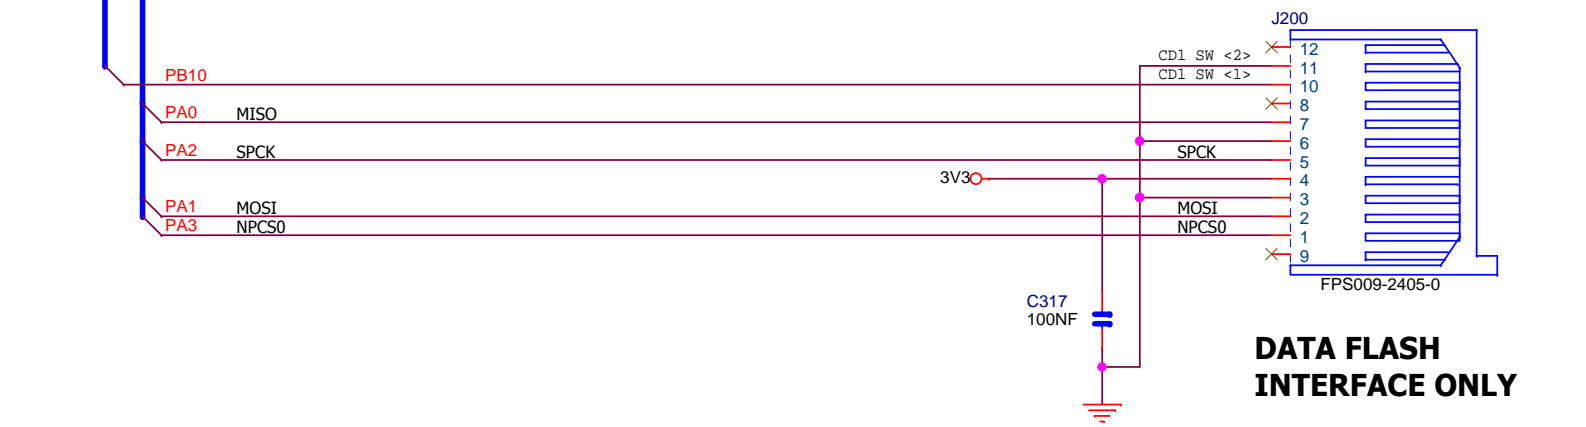 J200
12
CD1 SW <2>
11
PB10
CD1 SW <1>
10
8
PA0 MISO
7
6
PA2 SPCK
SPCK
5
3V3
4
3
PA1 MOSI
MOSI
2
PA3 NPCS0
NPCS0
1
9
FPS009-2405-0
C317
100NF
DATA FLASH
INTERFACE ONLY